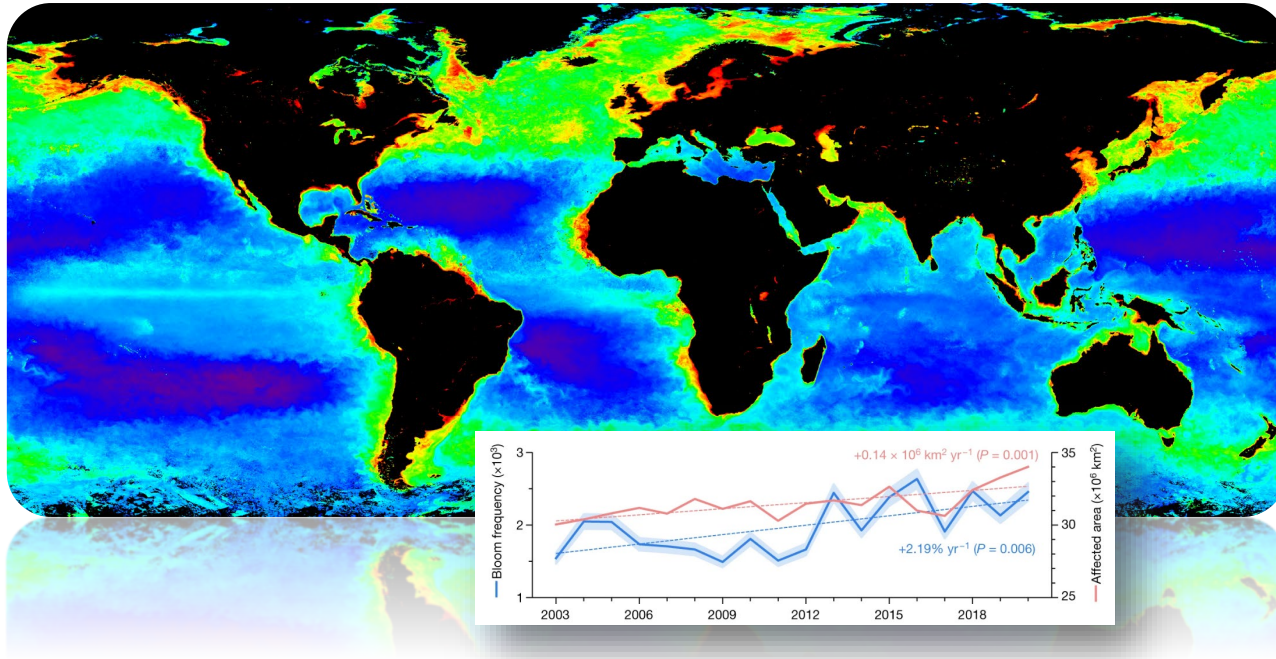 3
2
1
Bloom frequency (×10³)
+0.14 × 10⁶ km² yr⁻¹ (P = 0.001)
+2.19% yr⁻¹ (P = 0.006)
35
30
25
Affected area (×10⁶ km²)
2003 2006 2009 2012 2015 2018